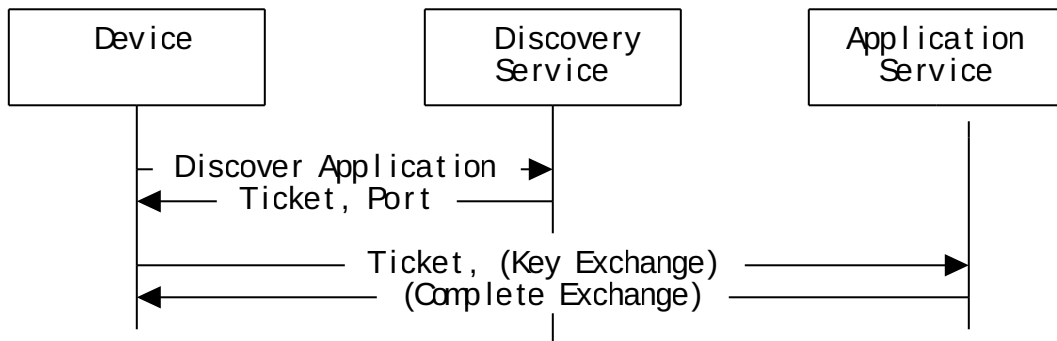 Device
Discovery
Service
Application
Service
Discover Application
Ticket, Port
Ticket, (Key Exchange)
(Complete Exchange)